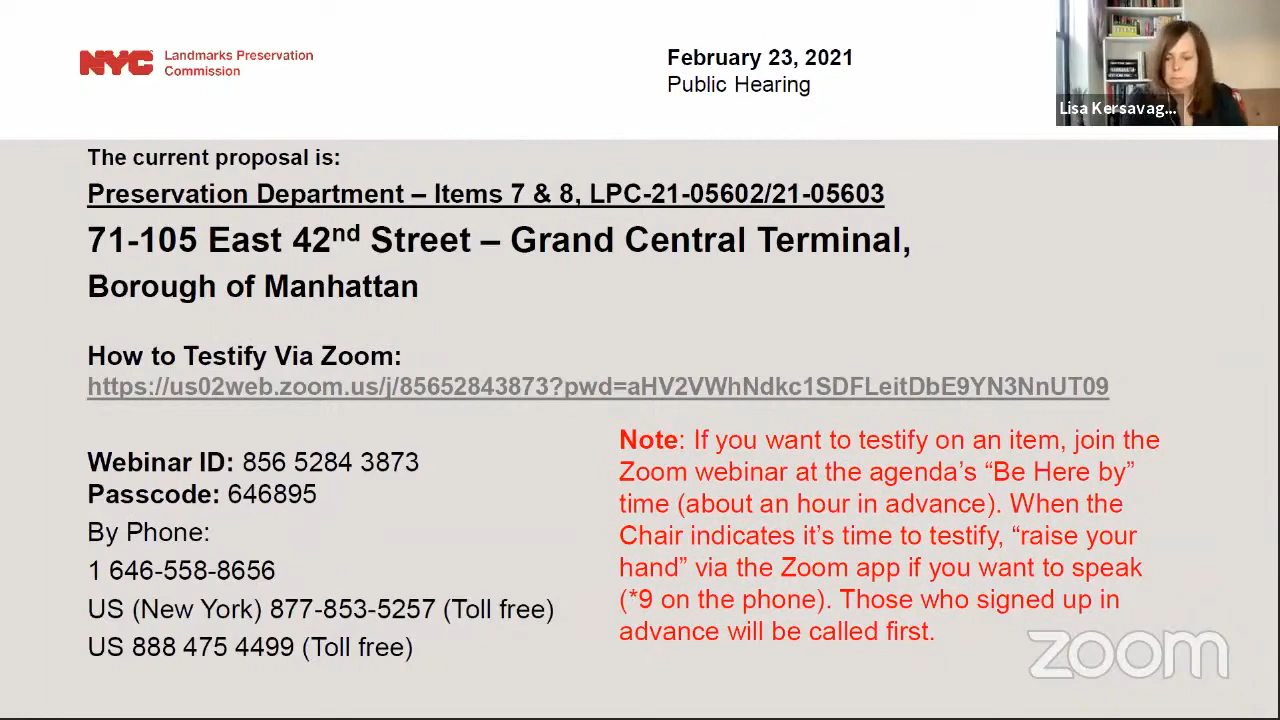 NYC Landmarks Preservation
Commission
February 23, 2021
Public Hearing
Lisa Kersavag...
The current proposal is:
Preservation Department – Items 7 & 8, LPC-21-05602/21-05603
71-105 East 42nd Street – Grand Central Terminal,
Borough of Manhattan
How to Testify Via Zoom:
https://us02web.zoom.us/j/85652843873?pwd=aHV2VWhNdkc1SDFLeitDbE9YN3NnUT09
Webinar ID: 856 5284 3873
Passcode: 646895
By Phone:
1 646-558-8656
US (New York) 877-853-5257 (Toll free)
US 888 475 4499 (Toll free)
Note: If you want to testify on an item, join the
Zoom webinar at the agenda’s “Be Here by”
time (about an hour in advance). When the
Chair indicates it’s time to testify, “raise your
hand” via the Zoom app if you want to speak
(*9 on the phone). Those who signed up in
advance will be called first.
zoom